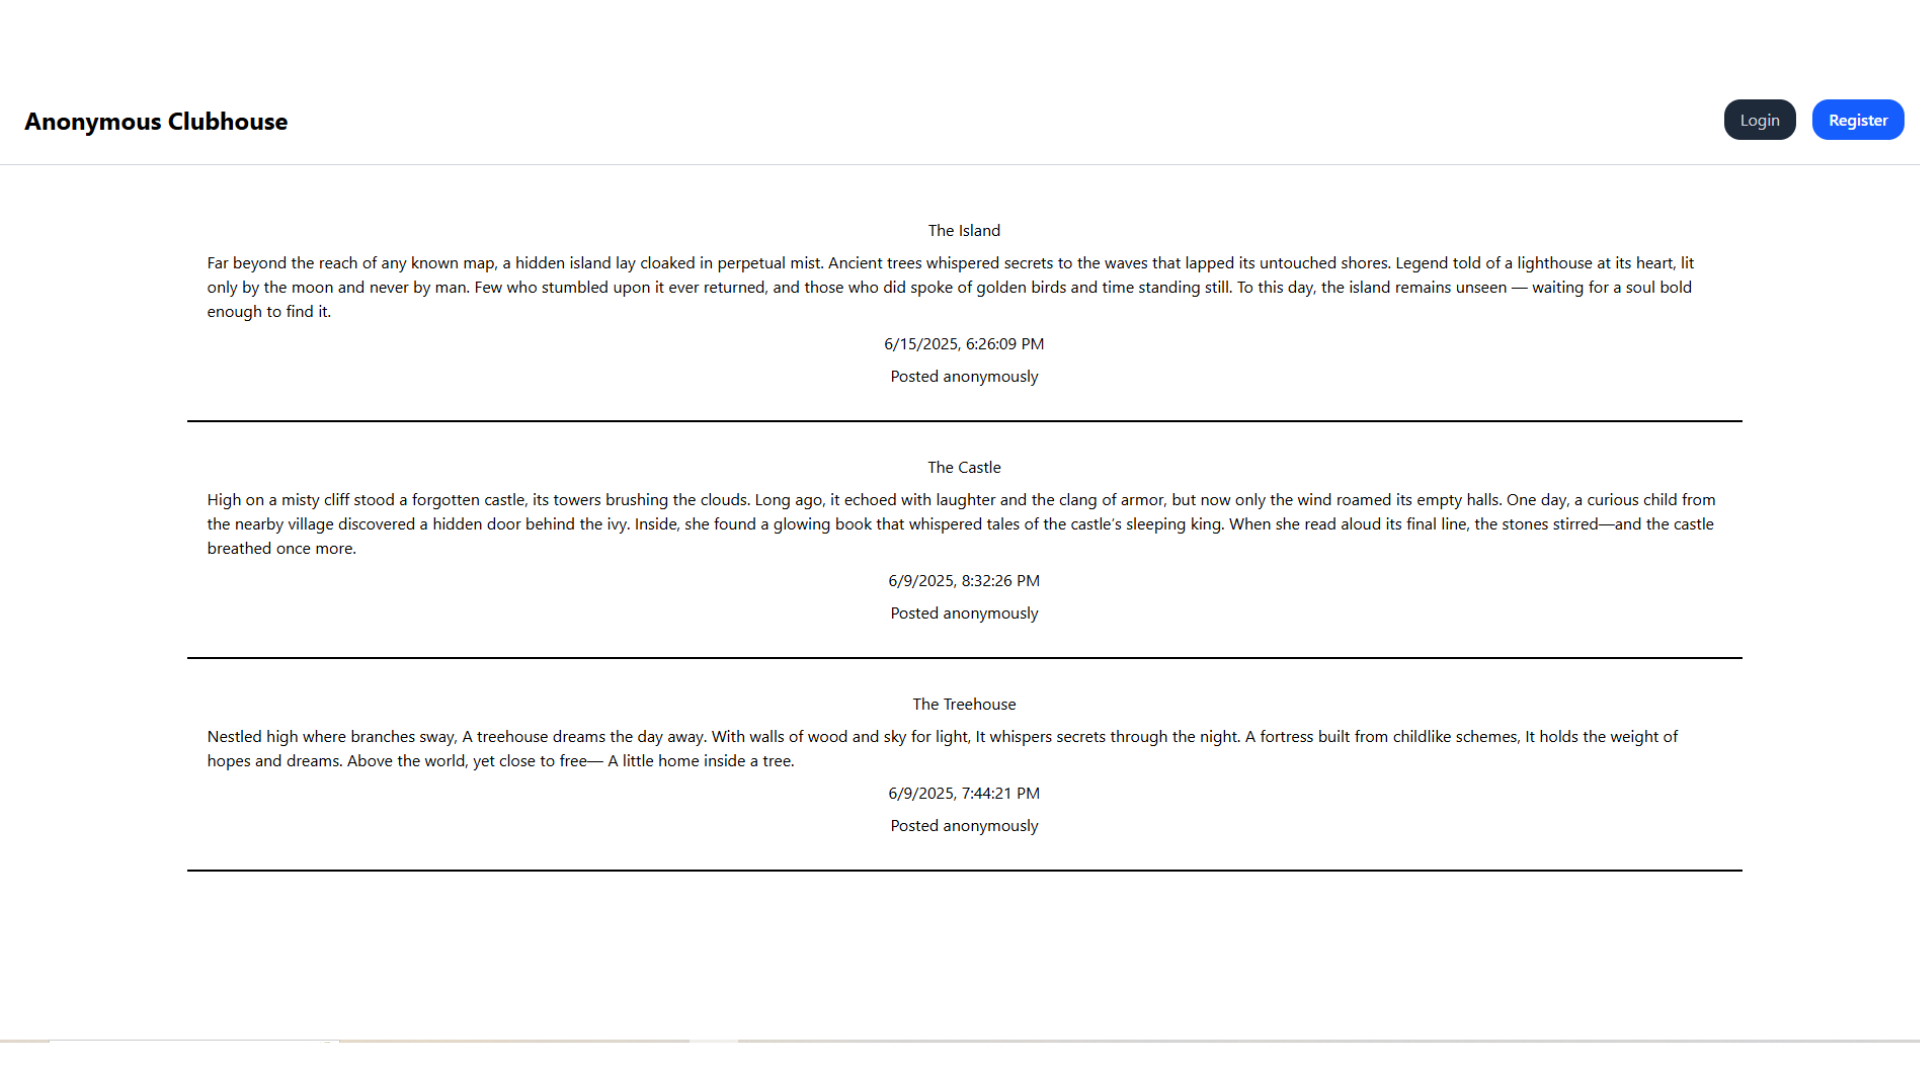 Anonymous Clubhouse
Login
Register
The Island
Far beyond the reach of any known map, a hidden island lay cloaked in perpetual mist. Ancient trees whispered secrets to the waves that lapped its untouched shores. Legend told of a lighthouse at its heart, lit
only by the moon and never by man. Few who stumbled upon it ever returned, and those who did spoke of golden birds and time standing still. To this day, the island remains unseen — waiting for a soul bold
enough to find it.
6/15/2025, 6:26:09 PM
Posted anonymously
The Castle
High on a misty cliff stood a forgotten castle, its towers brushing the clouds. Long ago, it echoed with laughter and the clang of armor, but now only the wind roamed its empty halls. One day, a curious child from
the nearby village discovered a hidden door behind the ivy. Inside, she found a glowing book that whispered tales of the castle's sleeping king. When she read aloud its final line, the stones stirred—and the castle
breathed once more.
6/9/2025, 8:32:26 PM
Posted anonymously
The Treehouse
Nestled high where branches sway, A treehouse dreams the day away. With walls of wood and sky for light, It whispers secrets through the night. A fortress built from childlike schemes, It holds the weight of
hopes and dreams. Above the world, yet close to free— A little home inside a tree.
6/9/2025, 7:44:21 PM
Posted anonymously